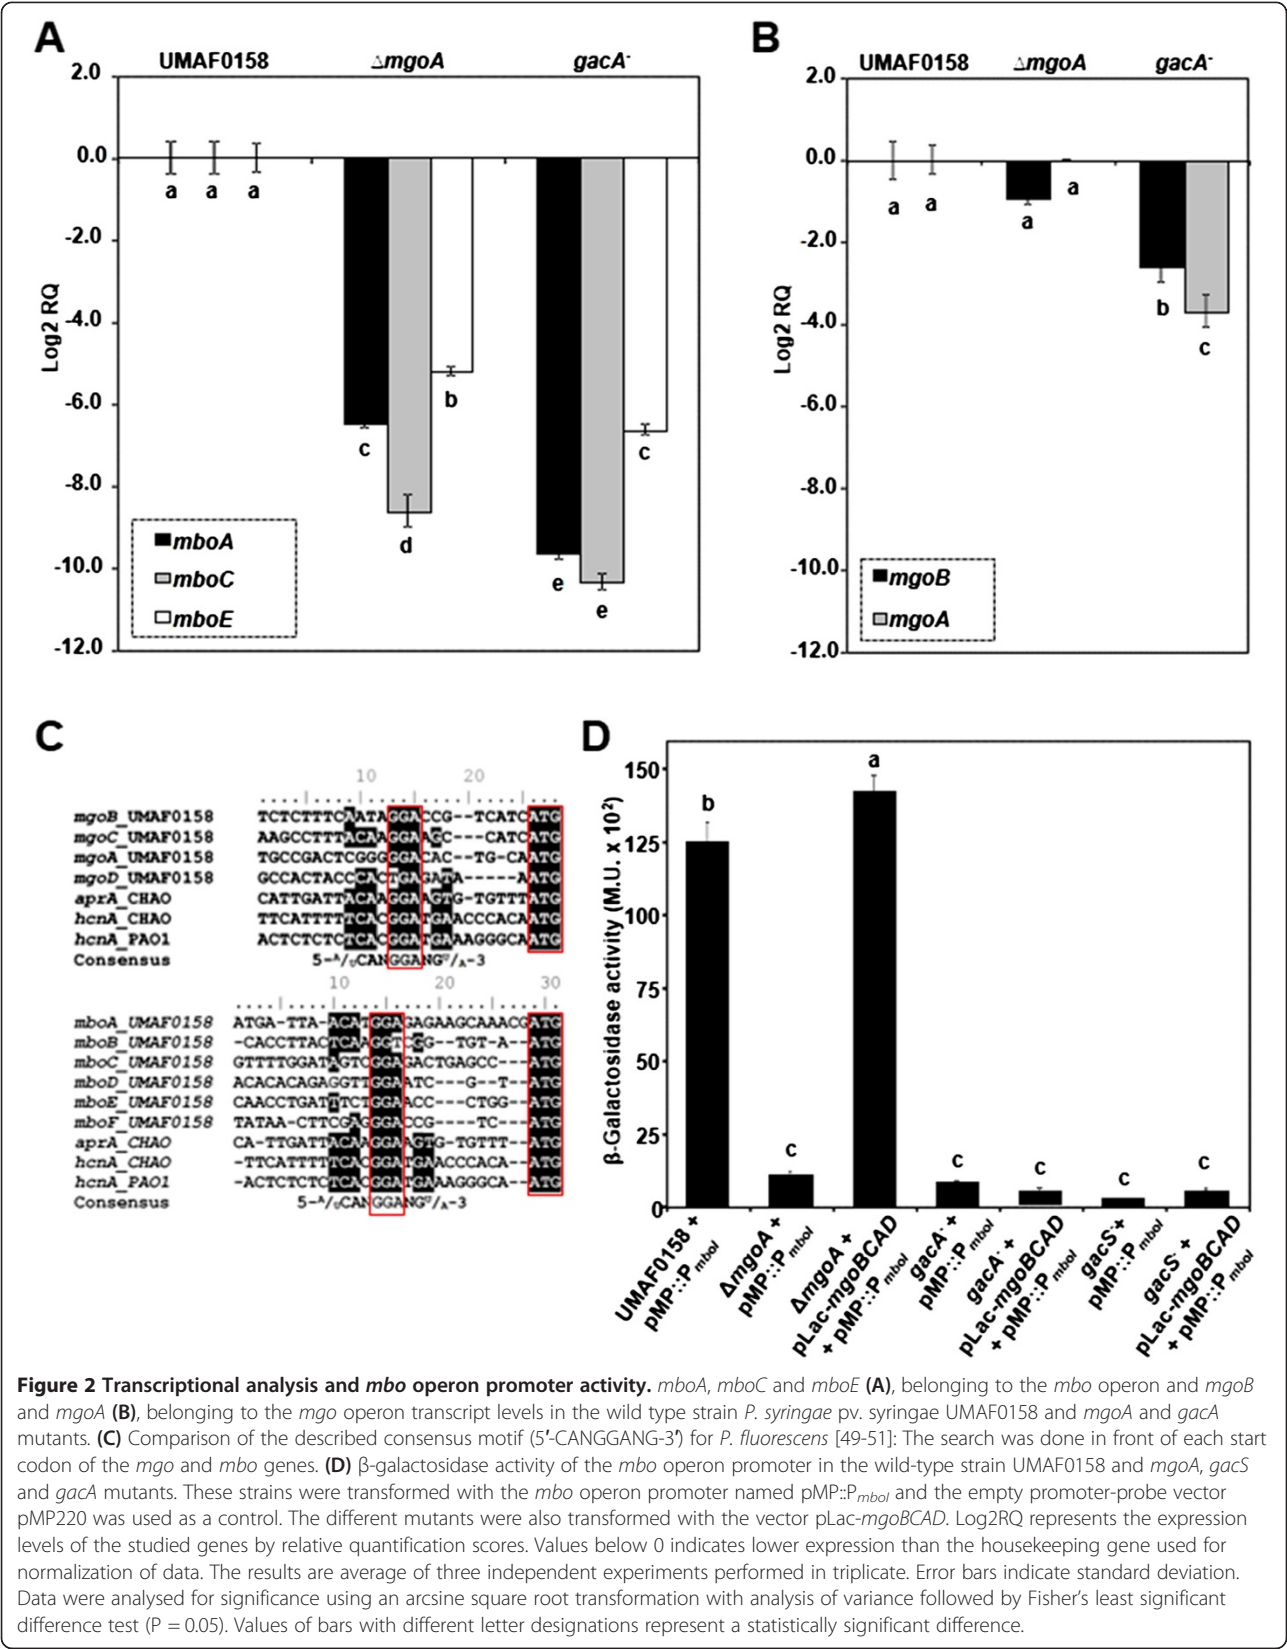 A
UMAF0158 ΔmgoA gacA-
2.0
0.0
-2.0
-4.0
-6.0
-8.0
-10.0
-12.0
Log2 RQ
a a a
c d b
e e c
mboA
mboC
mboE
B
UMAF0158 ΔmgoA gacA-
2.0
0.0
-2.0
-4.0
-6.0
-8.0
-10.0
-12.0
Log2 RQ
a a
a a
b c
mgoB
mgoA
C
10 20
mgoB_UMAF0158 TCTCTTTCAATAGGACCG--TCATCATG
mgoC_UMAF0158 AAGCCTTTACAAGGAAGC---CATCATG
mgoA_UMAF0158 TGCCGACTCGGGGGACAC--TG-CAATG
mgoD_UMAF0158 GCCACTACCCACTGAGATA-----AATG
aprA_CHAO CATTGATTACAAGGAAGTG-TGTTTATG
hcnA_CHAO TTCATTTTTCACGGATGAACCCACAATG
hcnA_PAO1 ACTCTCTCTCACGGATGAAAGGGCAATG
Consensus 5-A/UCANGGANGU/A-3
10 20 30
mboA_UMAF0158 ATGA-TTA-ACATGGAGAGAAGCAAACGATG
mboB_UMAF0158 -CACCTTACTCAAGGTCGG--TGT-A--ATG
mboC_UMAF0158 GTTTTGGATAGTCGGAGACTGAGCC---ATG
mboD_UMAF0158 ACACACAGAGGTTGGAATC---G--T--ATG
mboE_UMAF0158 CAACCTGATTTCTGGAACC---CTGG--ATG
mboF_UMAF0158 TATAA-CTTCGAGGGACCG----TC---ATG
aprA_CHAO CA-TTGATTACAAGGAAGTG-TGTTT--ATG
hcnA_CHAO -TTCATTTTTCACGGATGAACCCACA--ATG
hcnA_PAO1 -ACTCTCTCTCACGGATGAAAGGGCA--ATG
Consensus 5-A/UCANGGANGU/A-3
D
150
125
100
75
50
25
0
β-Galactosidase activity (M.U. x 10²)
b c a c c c c
UMAF0158 +
pMP::PmboI
ΔmgoA +
pMP::PmboI
ΔmgoA +
pLac-mgoBCAD
+ pMP::PmboI
gacA- +
pMP::PmboI
gacA- +
pLac-mgoBCAD
+ pMP::PmboI
gacS-+
pMP::PmboI
gacS- +
pLac-mgoBCAD
+ pMP::PmboI
Figure 2 Transcriptional analysis and mbo operon promoter activity. mboA, mboC and mboE (A), belonging to the mbo operon and mgoB
and mgoA (B), belonging to the mgo operon transcript levels in the wild type strain P. syringae pv. syringae UMAF0158 and mgoA and gacA
mutants. (C) Comparison of the described consensus motif (5′-CANGGANG-3′) for P. fluorescens [49-51]: The search was done in front of each start
codon of the mgo and mbo genes. (D) β-galactosidase activity of the mbo operon promoter in the wild-type strain UMAF0158 and mgoA, gacS
and gacA mutants. These strains were transformed with the mbo operon promoter named pMP::PmboI and the empty promoter-probe vector
pMP220 was used as a control. The different mutants were also transformed with the vector pLac-mgoBCAD. Log2RQ represents the expression
levels of the studied genes by relative quantification scores. Values below 0 indicates lower expression than the housekeeping gene used for
normalization of data. The results are average of three independent experiments performed in triplicate. Error bars indicate standard deviation.
Data were analysed for significance using an arcsine square root transformation with analysis of variance followed by Fisher's least significant
difference test (P = 0.05). Values of bars with different letter designations represent a statistically significant difference.